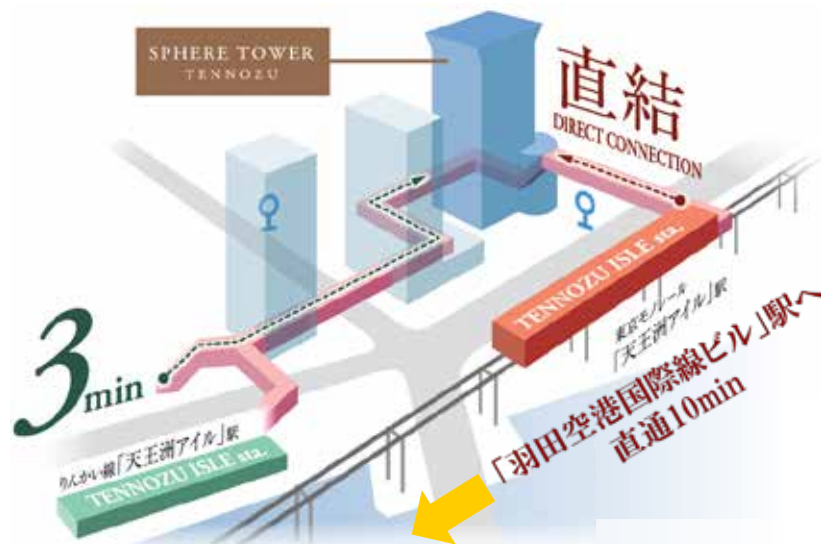 SPHERE TOWER
TENNOZU
直結
DIRECT CONNECTION
TENNOZU ISLE sta.
東京モノレール
「天王洲アイル」駅
3min
りんかい線「天王洲アイル」駅
TENNOZU ISLE sta.
「羽田空港国際線ビル」駅へ
直通10min